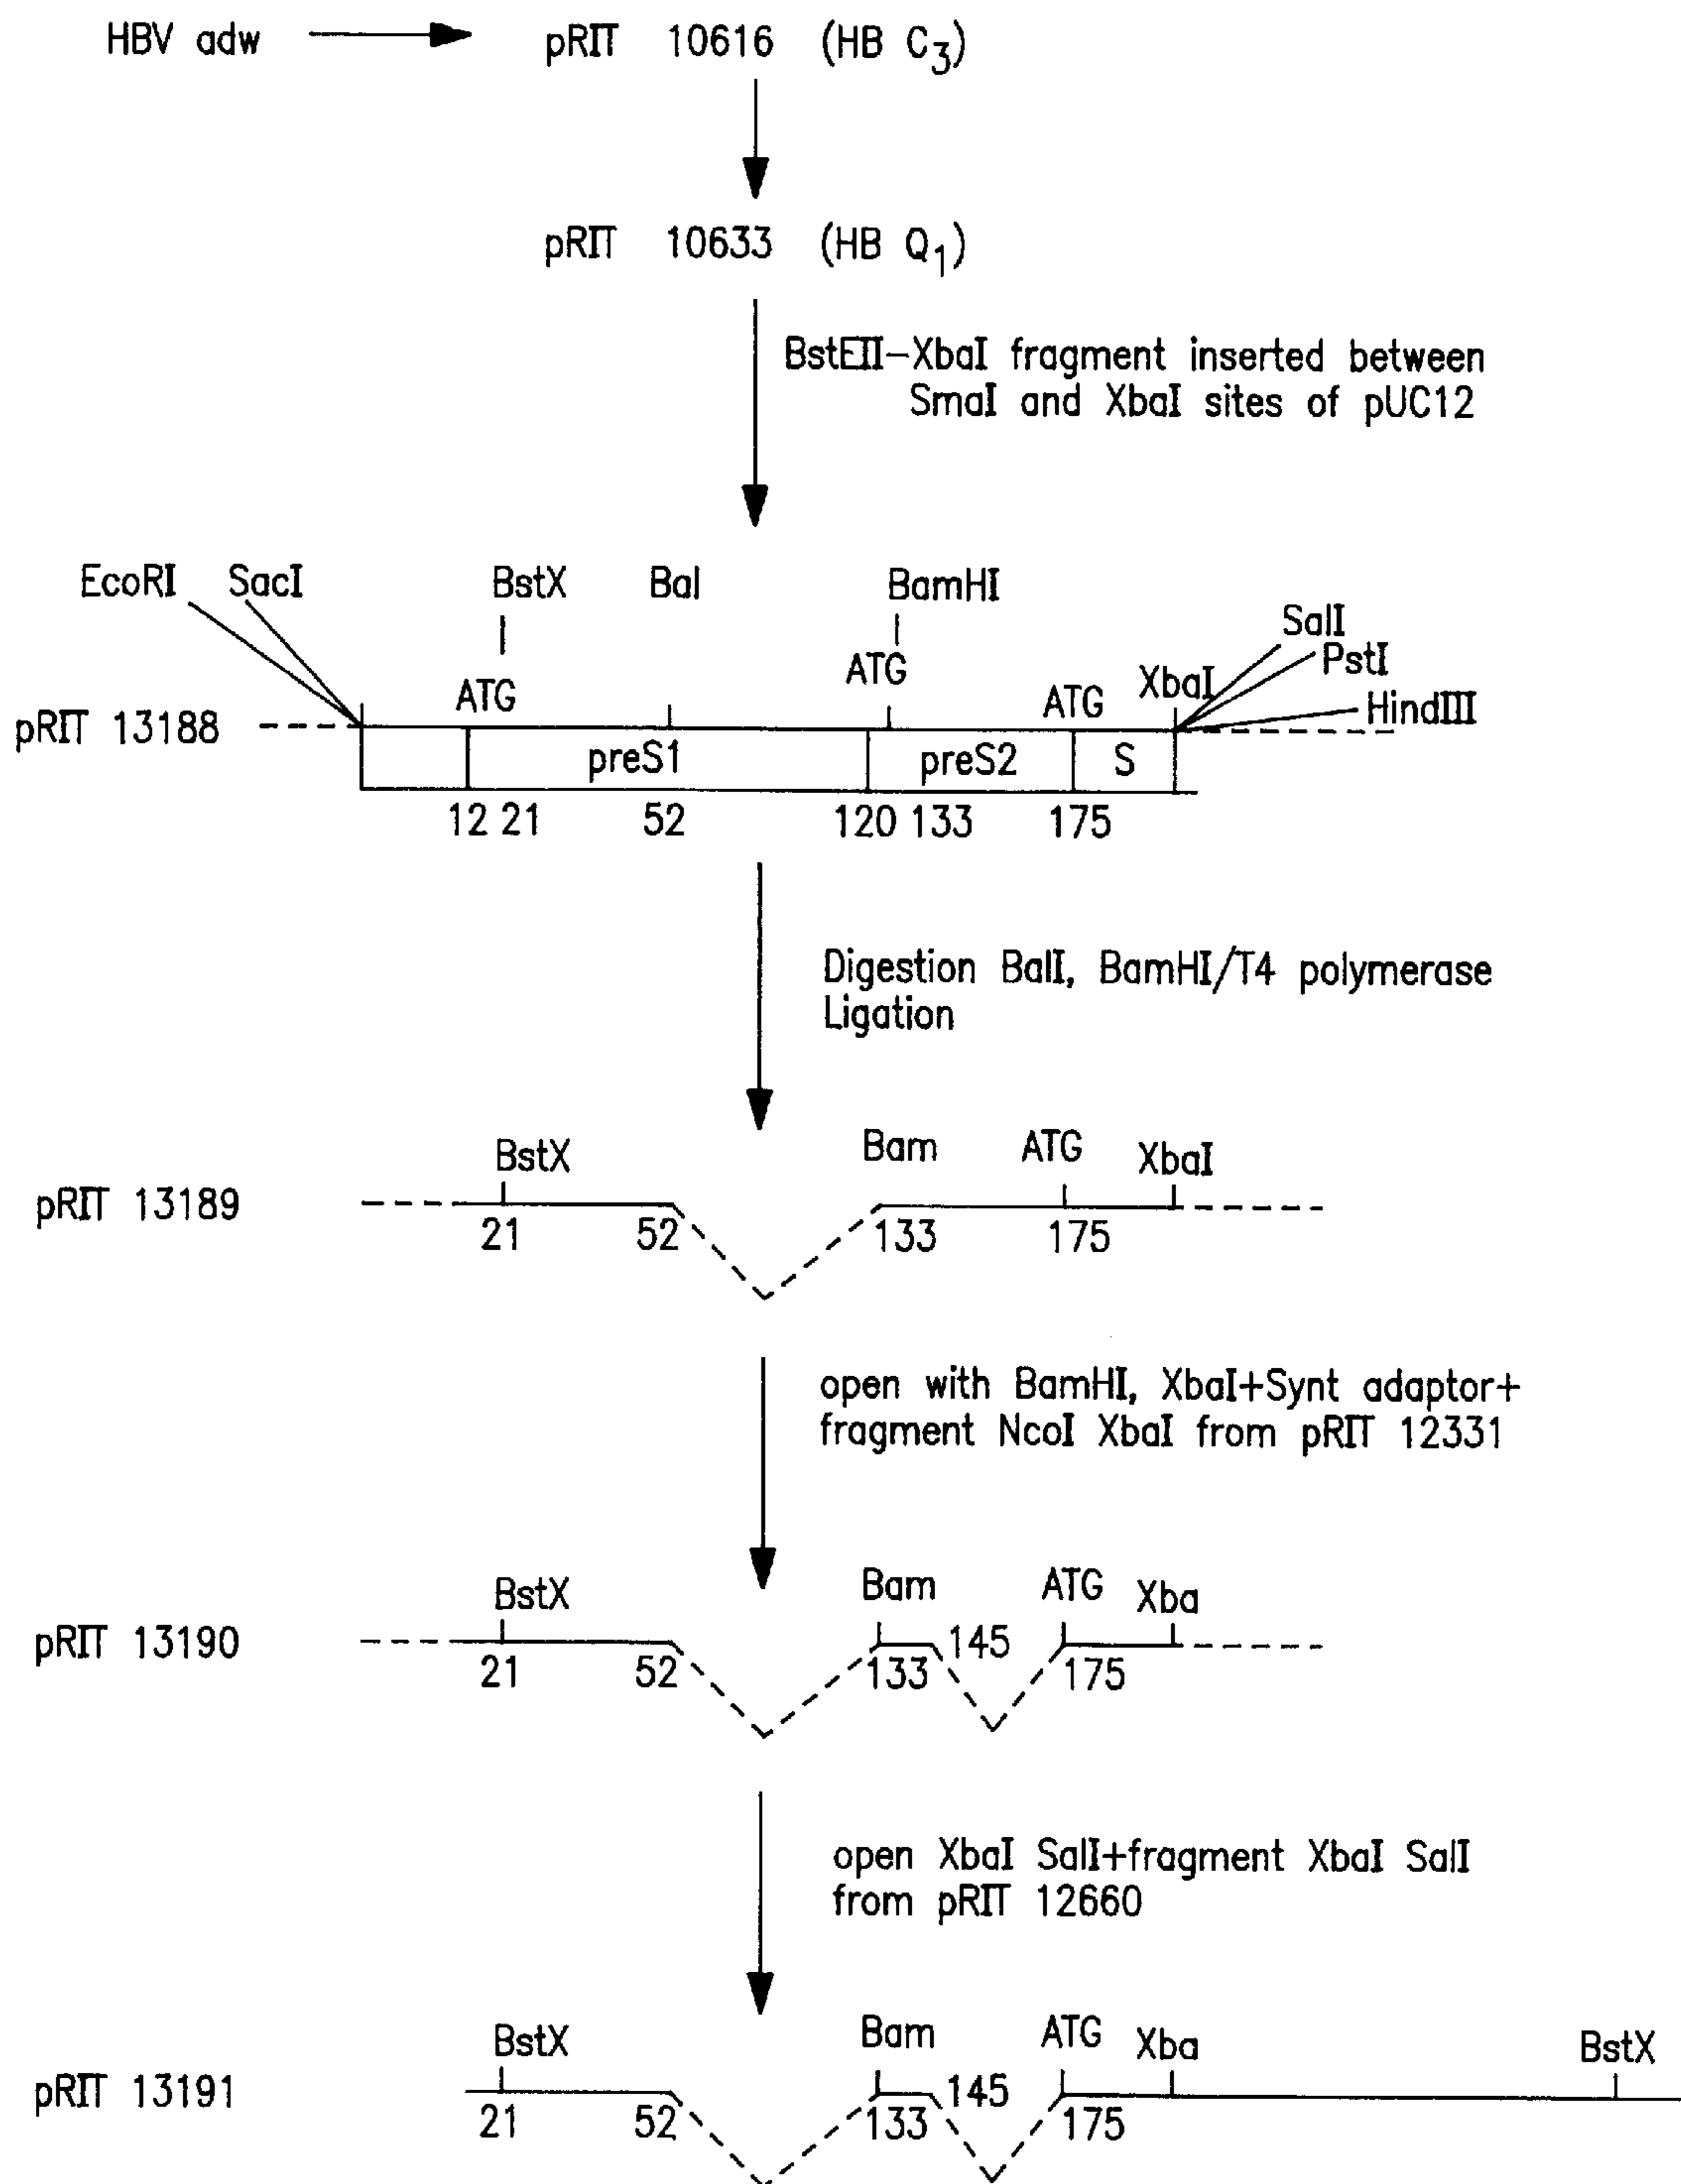 HBV adw pRIT 10616 (HB C3)
pRIT 10633 (HB Q1)
BstEII-XbaI fragment inserted between
SmaI and XbaI sites of pUC12
EcoRI SacI BstX Bal BamHI
SalI
PstI
HindIII
ATG ATG ATG XbaI
pRIT 13188
preS1 preS2 S
12 21 52 120 133 175
Digestion BalI, BamHI/T4 polymerase
Ligation
BstX Bam ATG XbaI
pRIT 13189
21 52 133 175
open with BamHI, XbaI+Synt adaptor+
fragment NcoI XbaI from pRIT 12331
BstX Bam ATG Xba
pRIT 13190
145
21 52 133 175
open XbaI SalI+fragment XbaI SalI
from pRIT 12660
BstX Bam ATG Xba BstX
pRIT 13191
145
21 52 133 175